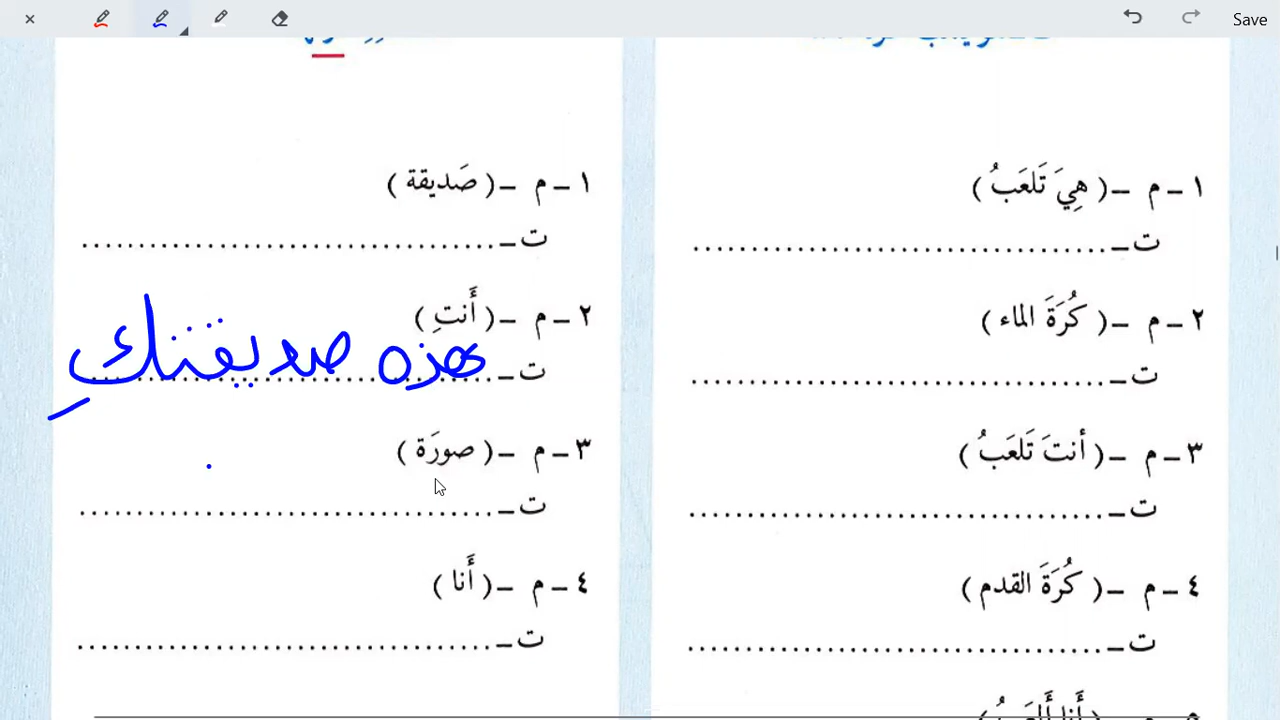 Save
١ – م – ( هِيَ تَلعَبُ )
ت – ....................................
٢ – م – ( كُرَةَ الماء )
ت – ....................................
٣ – م – ( أنتَ تَلعَبُ )
ت – ....................................
٤ – م – ( كُرَةَ القدم )
ت – ....................................
١ – م – ( صَديقة )
ت – ....................................
٢ – م – ( أَنتِ )
ت – هذه صديقتكِ
٣ – م – ( صورَة )
ت – ....................................
٤ – م – ( أَنا )
ت – ....................................